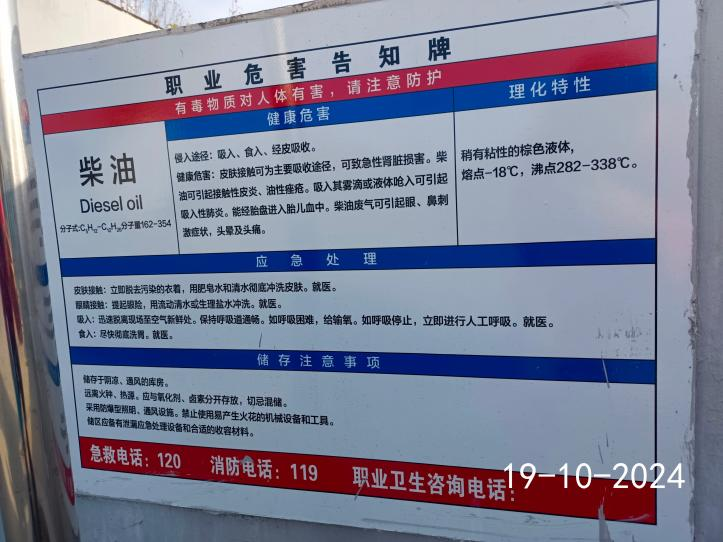 职业危害告知牌
有毒物质对人体有害，请注意防护
柴油
Diesel oil
健康危害
侵入途径：吸入、食入、经皮吸收。
健康危害：皮肤接触可为主要吸收途径，可致急性肾脏损害。柴
油可引起接触性皮炎、油性痤疮。吸入其雾滴或液体呛入可引起
吸入性肺炎。能经胎盘进入胎儿血中。柴油废气可引起眼、鼻刺
激症状，头晕及头痛。
理化特性
稍有粘性的棕色液体，
熔点-18℃，沸点282-338℃。
应急处理
皮肤接触：立即脱去污染的衣着，用肥皂水和清水彻底冲洗皮肤。就医。
眼睛接触：提起眼睑，用流动清水或生理盐水冲洗。就医。
吸入：迅速脱离现场至空气新鲜处。保持呼吸道通畅。如呼吸困难，给输氧。如呼吸停止，立即进行人工呼吸。就医。
食入：尽快彻底洗胃。就医。
储存注意事项
储存于阴凉、通风的库房。
远离火种、热源。应与氧化剂、卤素分开存放，切忌混储。
采用防爆型照明、通风设施。禁止使用易产生火花的机械设备和工具。
储区应备有泄漏应急处理设备和合适的收容材料。
急救电话：120 消防电话：119 职业卫生咨询电话：
19-10-2024